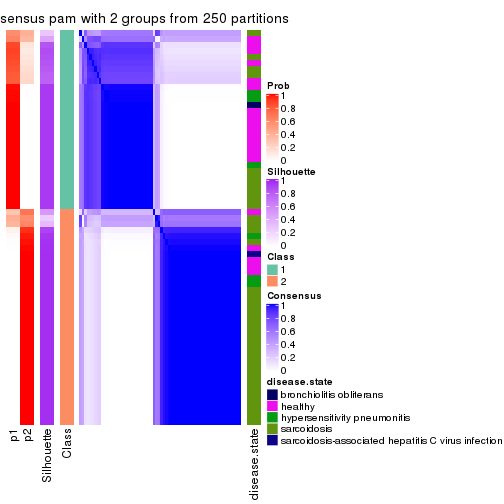 sensus pam with 2 groups from 250 partitions
Prob
1
0.8
0.6
0.4
0.2
0
Silhouette
1
0.8
0.6
0.4
0.2
0
Class
1
2
Consensus
1
0.8
0.6
0.4
0.2
0
disease.state
bronchiolitis obliterans
healthy
hypersensitivity pneumonitis
sarcoidosis
sarcoidosis-associated hepatitis C virus infection
p1
p2
Silhouette
Class
disease.state